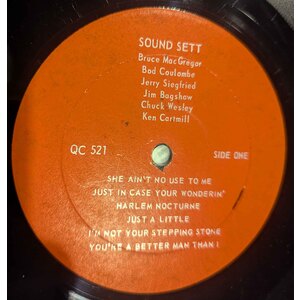 SOUND SETT
Bruce MacGregor
Bod Coulombe
Jerry Siegfried
Jim Bagshaw
Chuck Wesley
Ken Cartmill
QC 521
SIDE ONE
SHE AIN'T NO USE TO ME
JUST IN CASE YOUR WONDERIN'
HARLEM NOCTURNE
JUST A LITTLE
I'M NOT YOUR STEPPING STONE
YOU'RE A BETTER MAN THAN I